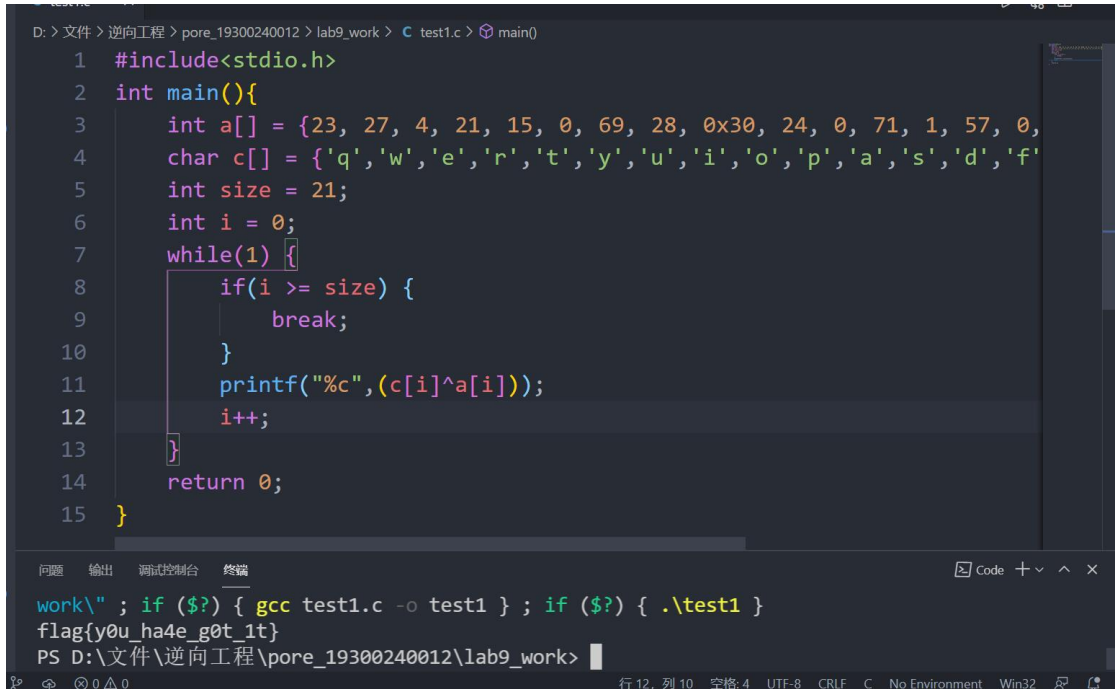 D: > 文件 > 逆向工程 > pore_19300240012 > lab9_work > C test1.c > main()
1 #include<stdio.h>
2 int main(){
3 int a[] = {23, 27, 4, 21, 15, 0, 69, 28, 0x30, 24, 0, 71, 1, 57, 0,
4 char c[] = {'q','w','e','r','t','y','u','i','o','p','a','s','d','f'
5 int size = 21;
6 int i = 0;
7 while(1) {
8 if(i >= size) {
9 break;
10 }
11 printf("%c",(c[i]^a[i]));
12 i++;
13 }
14 return 0;
15 }
问题 输出 调试控制台 终端 Code
work\" ; if ($?) { gcc test1.c -o test1 } ; if ($?) { .\test1 }
flag{y0u_ha4e_g0t_1t}
PS D:\文件\逆向工程\pore_19300240012\lab9_work>
0 0 行 12，列 10 空格: 4 UTF-8 CRLF C No Environment Win32